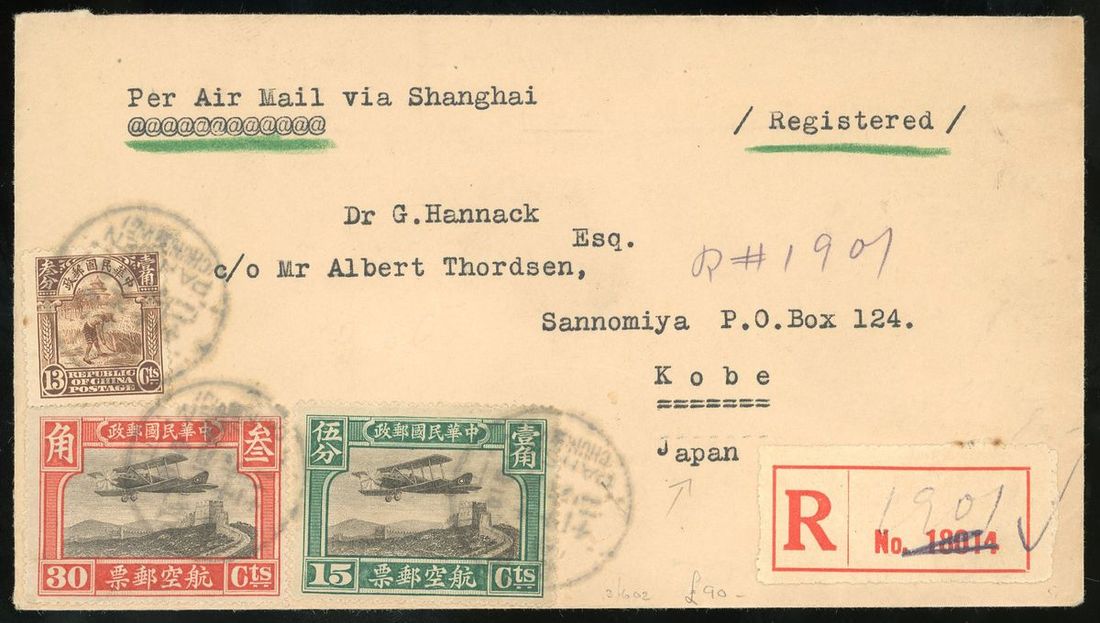 Per Air Mail via Shanghai
@@@@@@@@@@@@
/ Registered /
Dr G.Hannack
Esq.
c/o Mr Albert Thordsen,
R#1901
Sannomiya P.O.Box 124.
Kobe
=======
Japan
叁分 中華民國郵政 壹角
13 REPUBLIC OF CHINA POSTAGE Cts
角 中華民國郵政 叁
30 航空郵票 Cts
伍分 中華民國郵政 壹角
15 航空郵票 Cts
R
1901
No. 18014
£90-